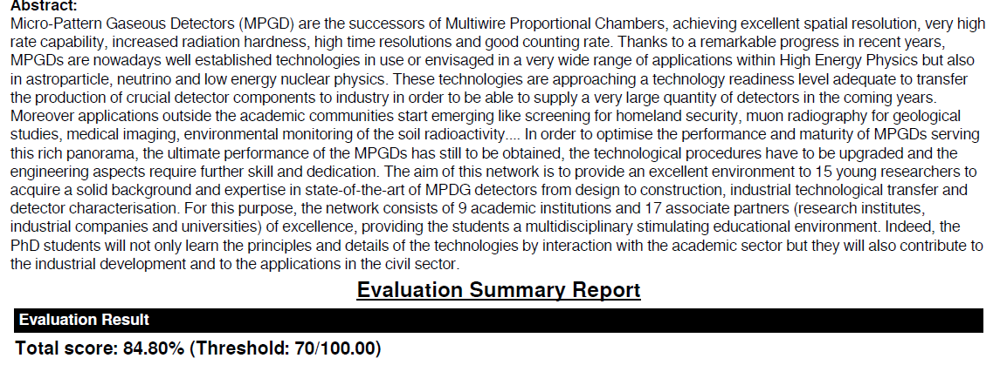 Abstract:
Micro-Pattern Gaseous Detectors (MPGD) are the successors of Multiwire Proportional Chambers, achieving excellent spatial resolution, very high
rate capability, increased radiation hardness, high time resolutions and good counting rate. Thanks to a remarkable progress in recent years,
MPGDs are nowadays well established technologies in use or envisaged in a very wide range of applications within High Energy Physics but also
in astroparticle, neutrino and low energy nuclear physics. These technologies are approaching a technology readiness level adequate to transfer
the production of crucial detector components to industry in order to be able to supply a very large quantity of detectors in the coming years.
Moreover applications outside the academic communities start emerging like screening for homeland security, muon radiography for geological
studies, medical imaging, environmental monitoring of the soil radioactivity.... In order to optimise the performance and maturity of MPGDs serving
this rich panorama, the ultimate performance of the MPGDs has still to be obtained, the technological procedures have to be upgraded and the
engineering aspects require further skill and dedication. The aim of this network is to provide an excellent environment to 15 young researchers to
acquire a solid background and expertise in state-of-the-art of MPDG detectors from design to construction, industrial technological transfer and
detector characterisation. For this purpose, the network consists of 9 academic institutions and 17 associate partners (research institutes,
industrial companies and universities) of excellence, providing the students a multidisciplinary stimulating educational environment. Indeed, the
PhD students will not only learn the principles and details of the technologies by interaction with the academic sector but they will also contribute to
the industrial development and to the applications in the civil sector.
Evaluation Summary Report
Evaluation Result
Total score: 84.80% (Threshold: 70/100.00)